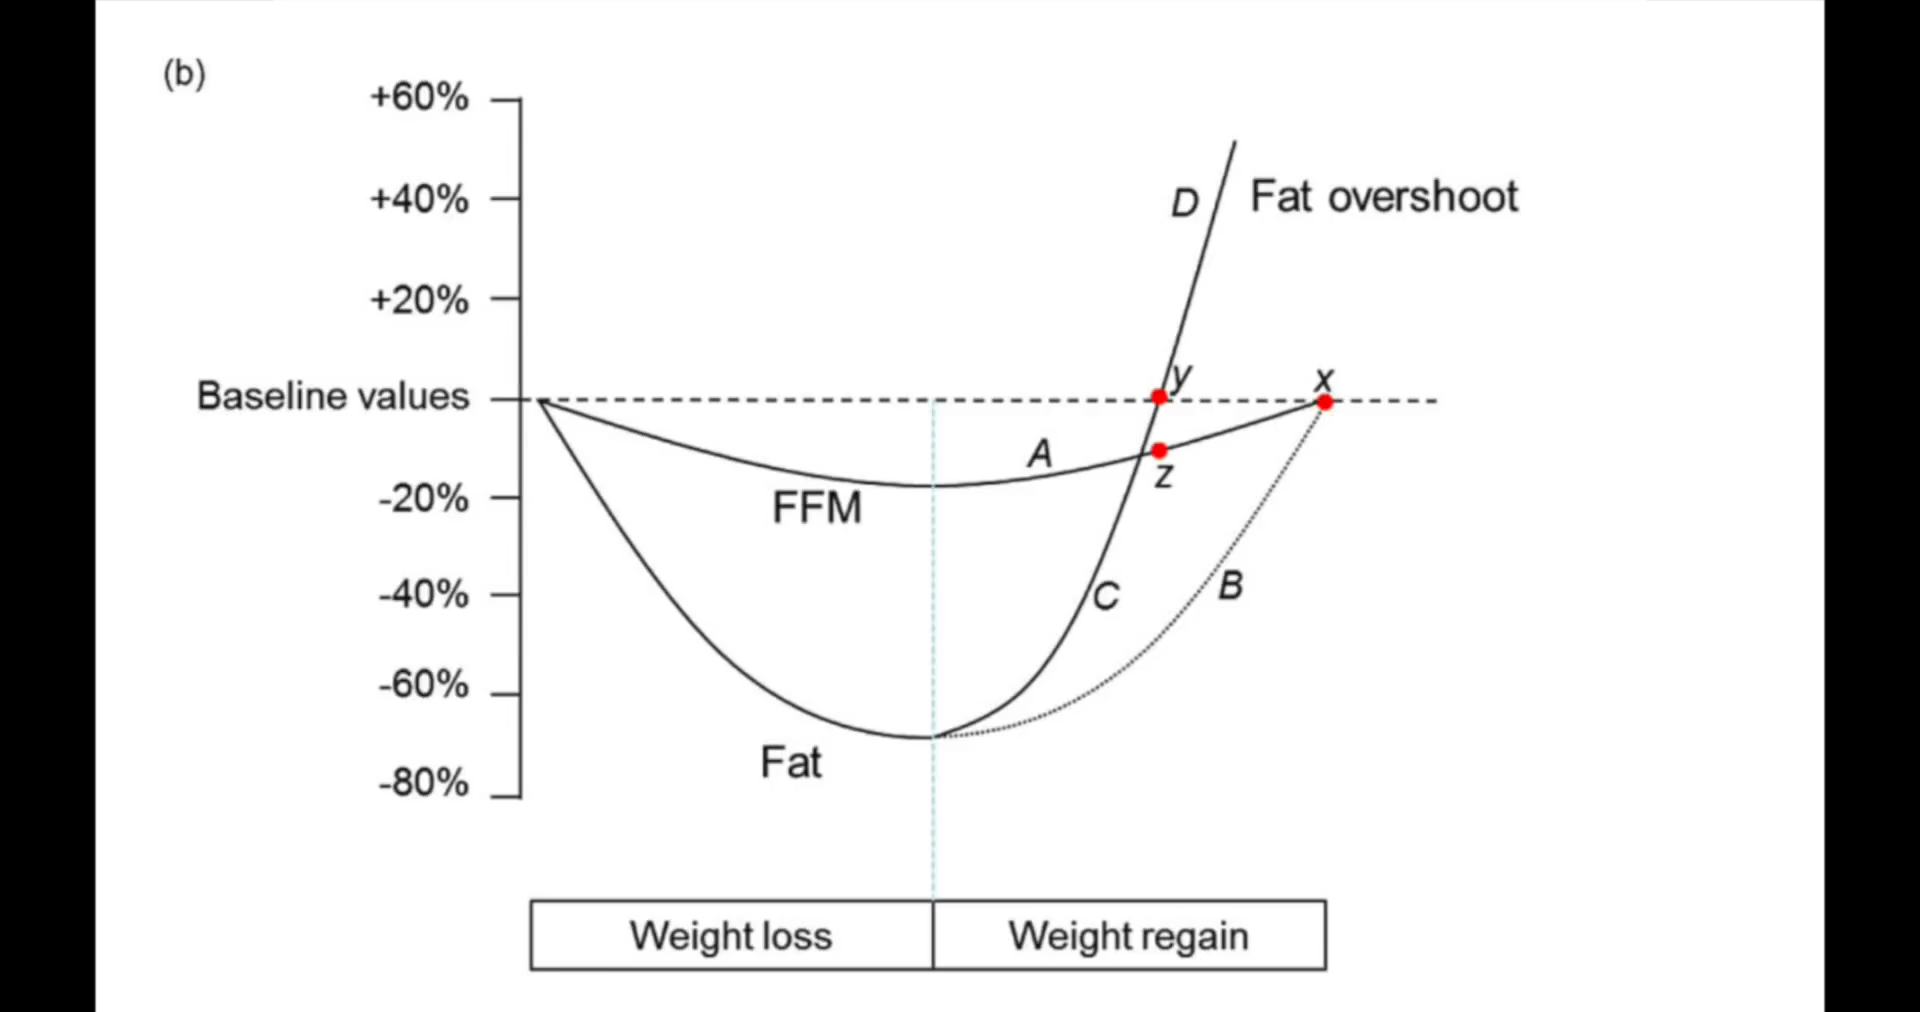 (b)
+60%
+40%
+20%
Baseline values
-20%
-40%
-60%
-80%
D
Fat overshoot
y
x
A
z
FFM
C
B
Fat
Weight loss
Weight regain